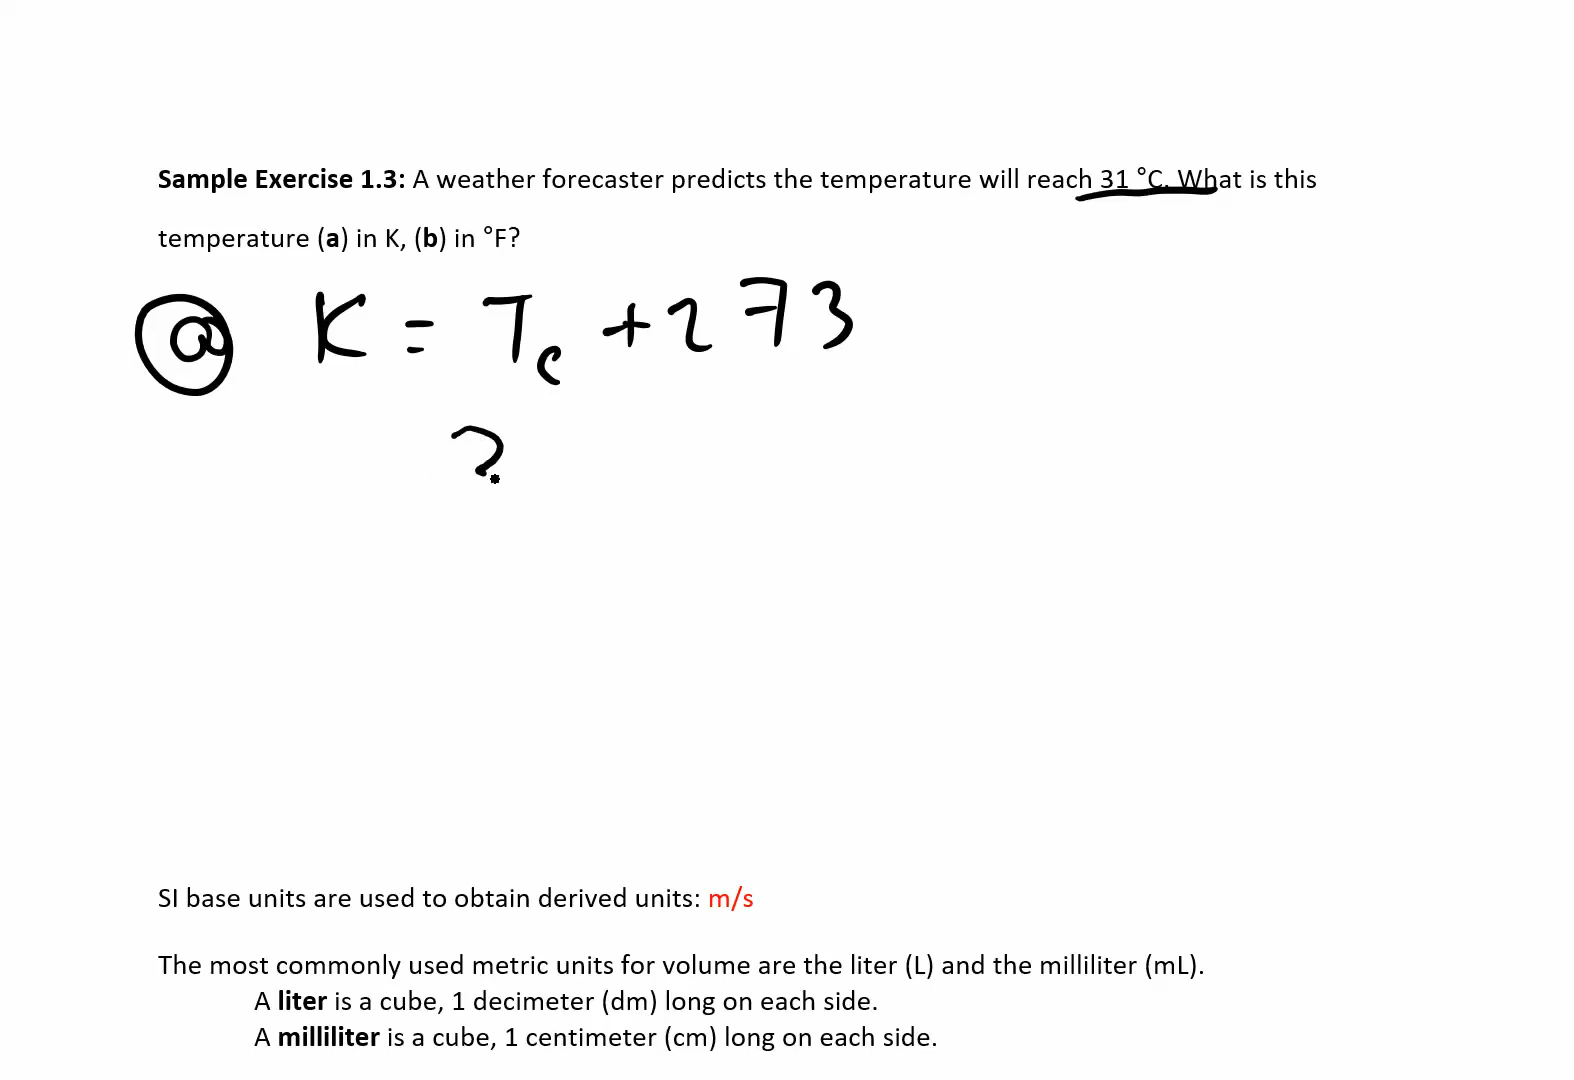 Sample Exercise 1.3: A weather forecaster predicts the temperature will reach 31 °C. What is this
temperature (a) in K, (b) in °F?
a K = Tc + 273
?
SI base units are used to obtain derived units: m/s
The most commonly used metric units for volume are the liter (L) and the milliliter (mL).
A liter is a cube, 1 decimeter (dm) long on each side.
A milliliter is a cube, 1 centimeter (cm) long on each side.